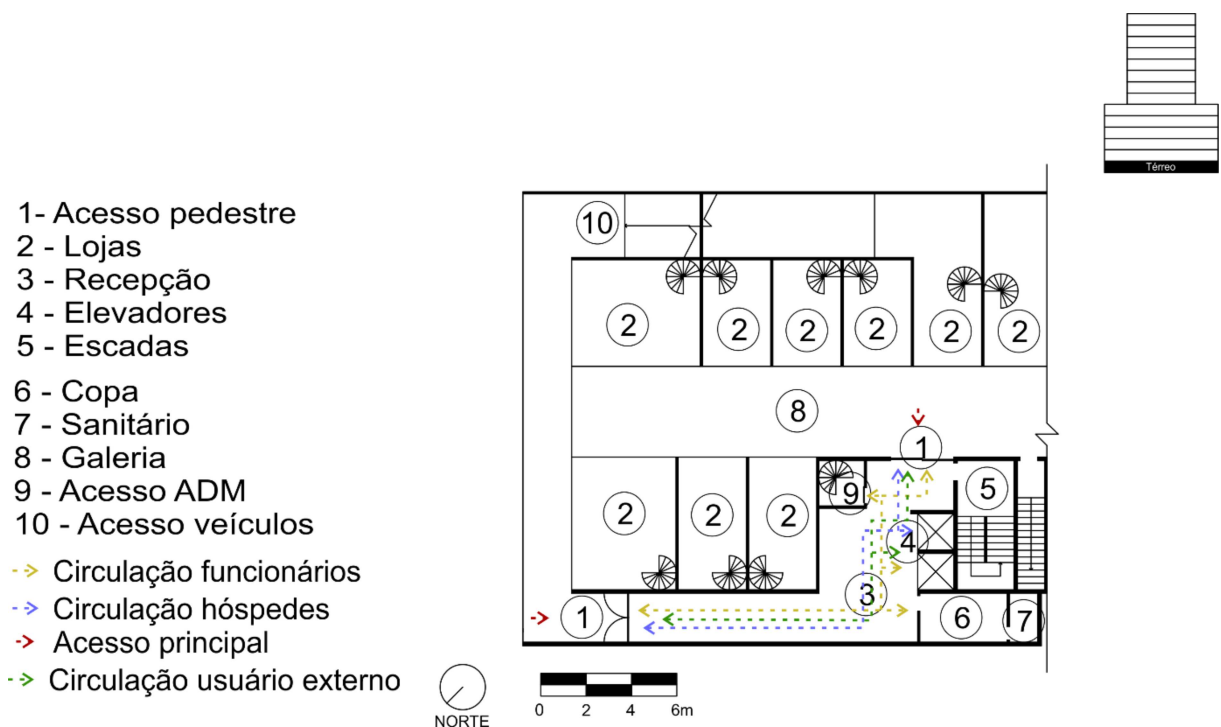 Térreo
1- Acesso pedestre
2 - Lojas
3 - Recepção
4 - Elevadores
5 - Escadas
6 - Copa
7 - Sanitário
8 - Galeria
9 - Acesso ADM
10 - Acesso veículos
Circulação funcionários
Circulação hóspedes
Acesso principal
Circulação usuário externo
10
2
2
2
2
2
2
8
1
2
2
2
9
5
4
3
1
6
7
NORTE
0 2 4 6m